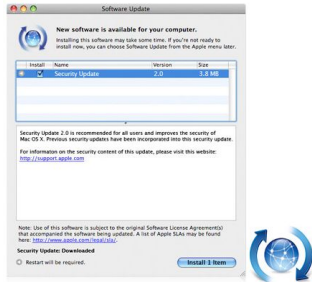 Software Update
New software is available for your computer.
Installing this software may take some time. If you're not ready to
install now, you can choose Software Update from the Apple menu later.
Install Name Version Size
Security Update 2.0 3.8 MB
Security Update 2.0 is recommended for all users and improves the security of
Mac OS X. Previous security updates have been incorporated into this security update.
For information on the security content of this update, please visit this website:
http://support.apple.com
Note: Use of this software is subject to the original Software License Agreement(s)
that accompanied the software being updated. A list of Apple SLAs may be found
here: http://www.apple.com/legal/sla/.
Security Update: Downloaded
Restart will be required.
Install 1 Item